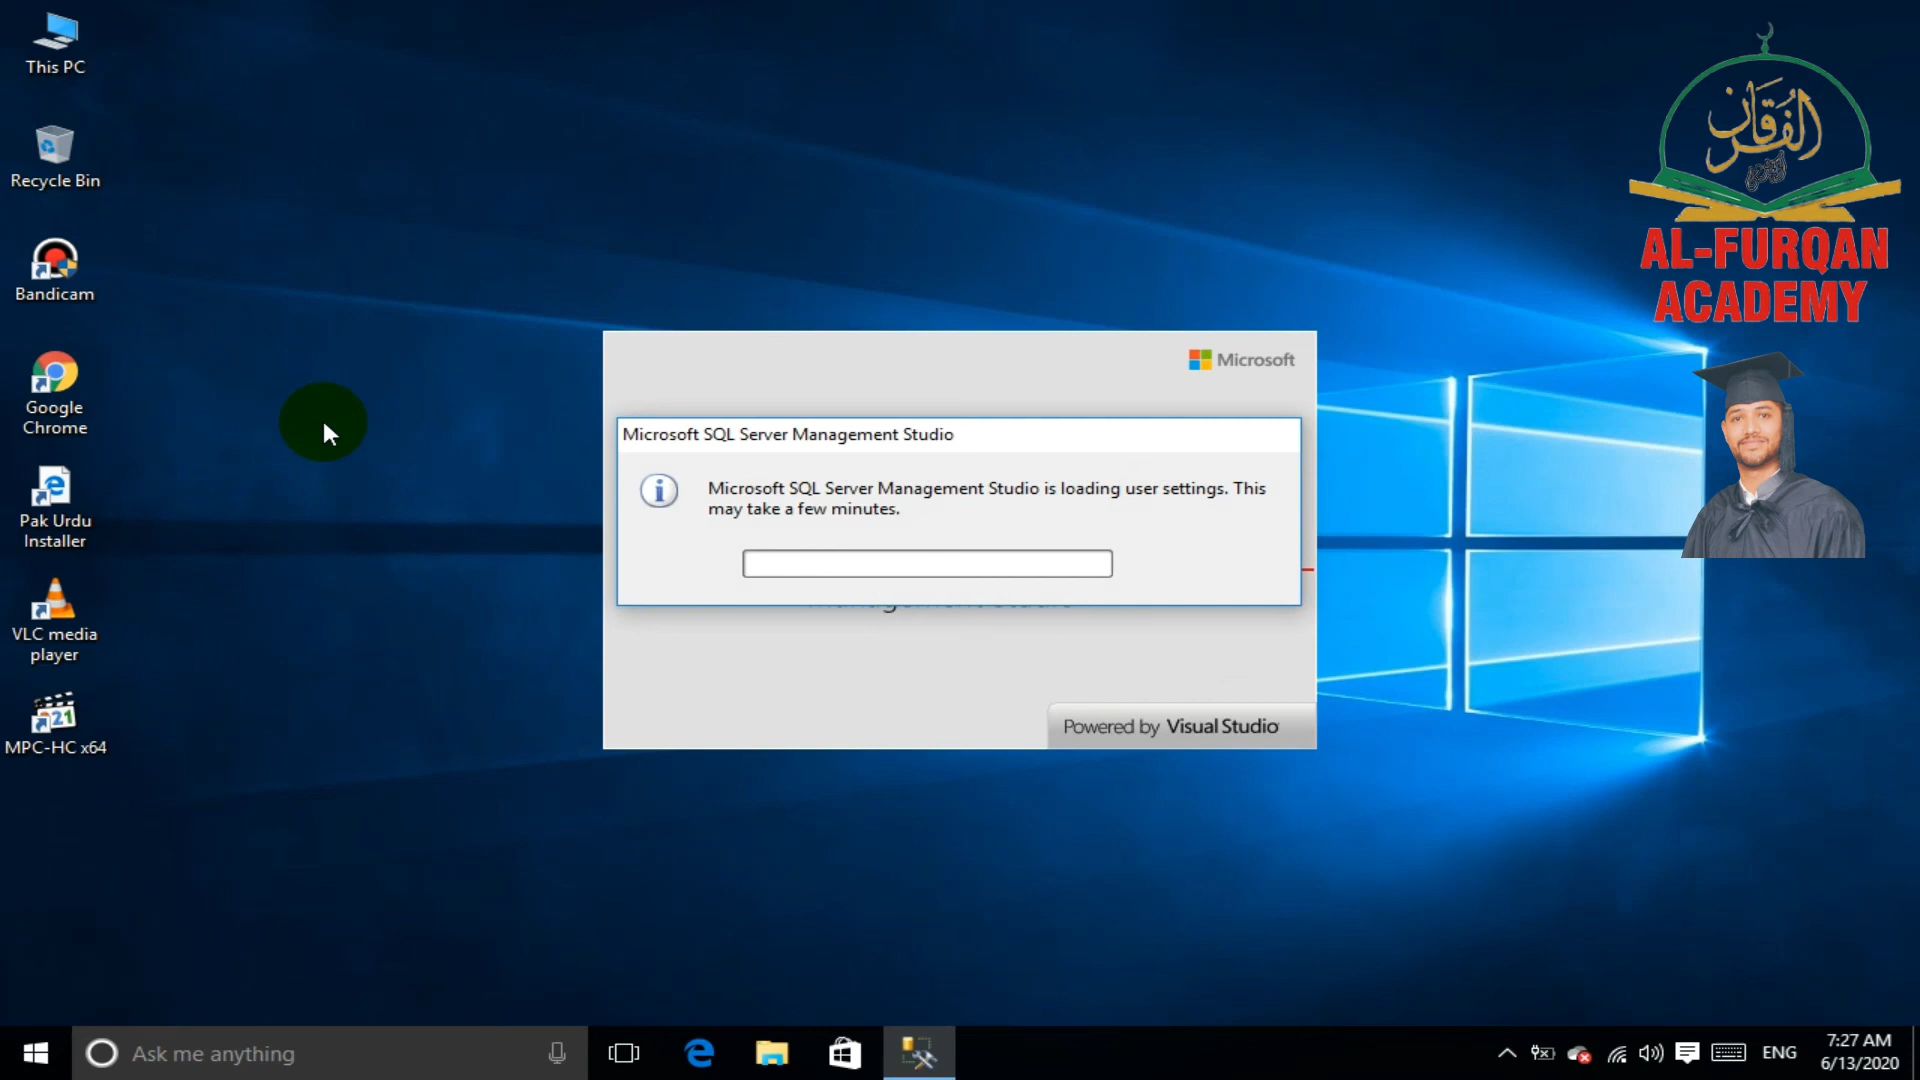 This PC
Recycle Bin
Bandicam
Google
Chrome
Pak Urdu
Installer
VLC media
player
21
MPC-HC x64
Microsoft
Microsoft SQL Server Management Studio
Microsoft SQL Server Management Studio is loading user settings. This
may take a few minutes.
Powered by Visual Studio
الفرقان
AL-FURQAN
ACADEMY
Ask me anything
ENG
7:27 AM
6/13/2020